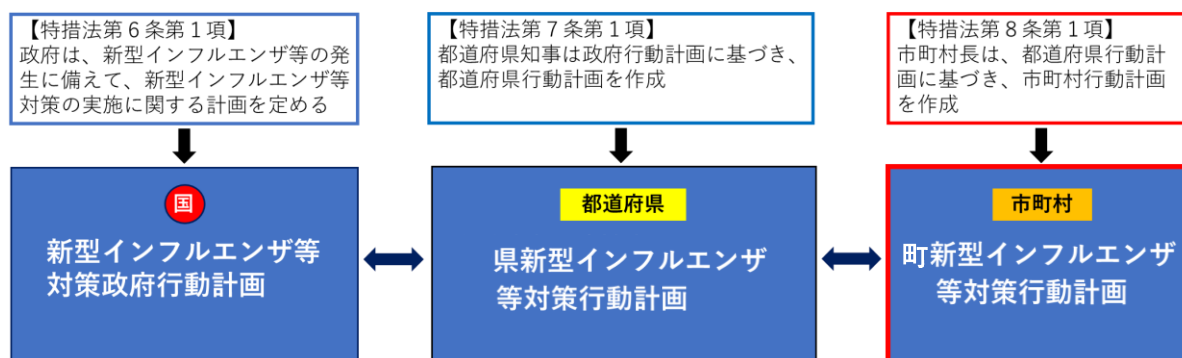 【特措法第６条第１項】
政府は、新型インフルエンザ等の発
生に備えて、新型インフルエンザ等
対策の実施に関する計画を定める
【特措法第７条第１項】
都道府県知事は政府行動計画に基づき、
都道府県行動計画を作成
【特措法第８条第１項】
市町村長は、都道府県行動計
画に基づき、市町村行動計画
を作成
国
新型インフルエンザ等
対策政府行動計画
都道府県
県新型インフルエンザ
等対策行動計画
市町村
町新型インフルエンザ
等対策行動計画